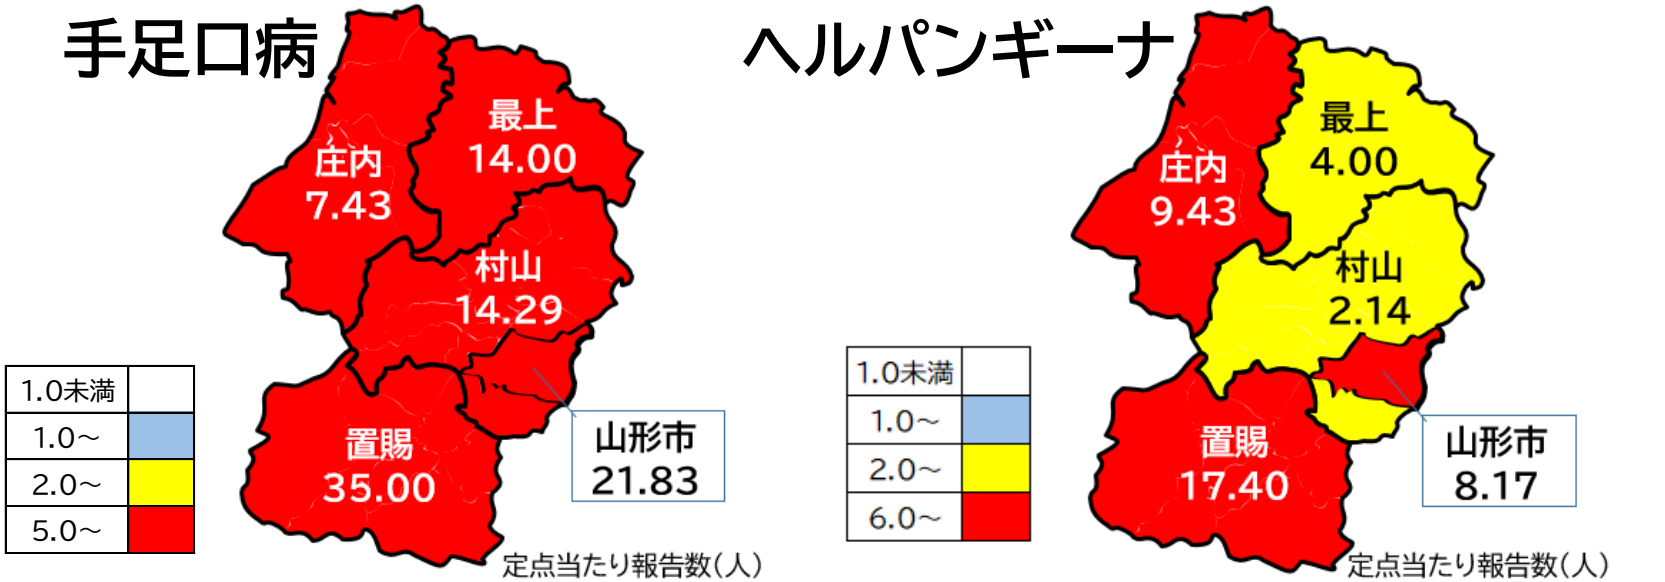 手足口病
最上
14.00
庄内
7.43
村山
14.29
置賜
35.00
山形市
21.83
1.0未満
1.0～
2.0～
5.0～
定点当たり報告数(人)
ヘルパンギーナ
最上
4.00
庄内
9.43
村山
2.14
置賜
17.40
山形市
8.17
1.0未満
1.0～
2.0～
6.0～
定点当たり報告数(人)